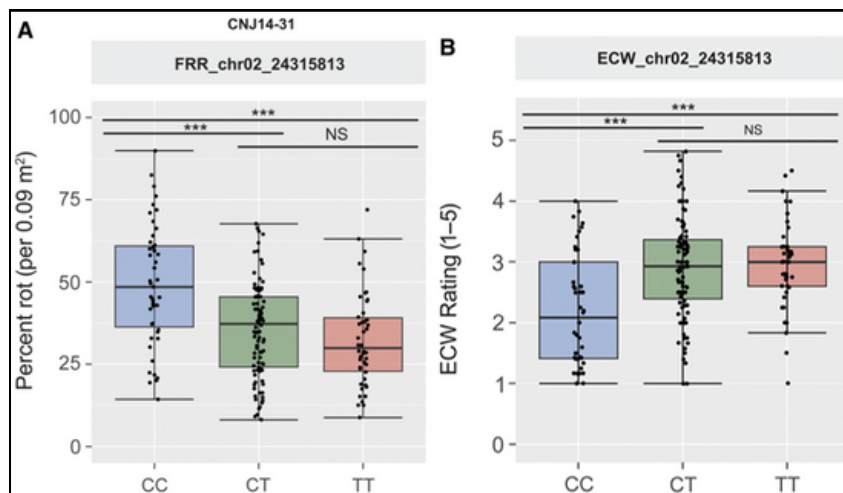 A
CNJ14-31
FRR_chr02_24315813
Percent rot (per 0.09 m²)
100
75
50
25
0
***
***
NS
CC
CT
TT
B
ECW_chr02_24315813
ECW Rating (1–5)
5
4
3
2
1
0
***
***
NS
CC
CT
TT